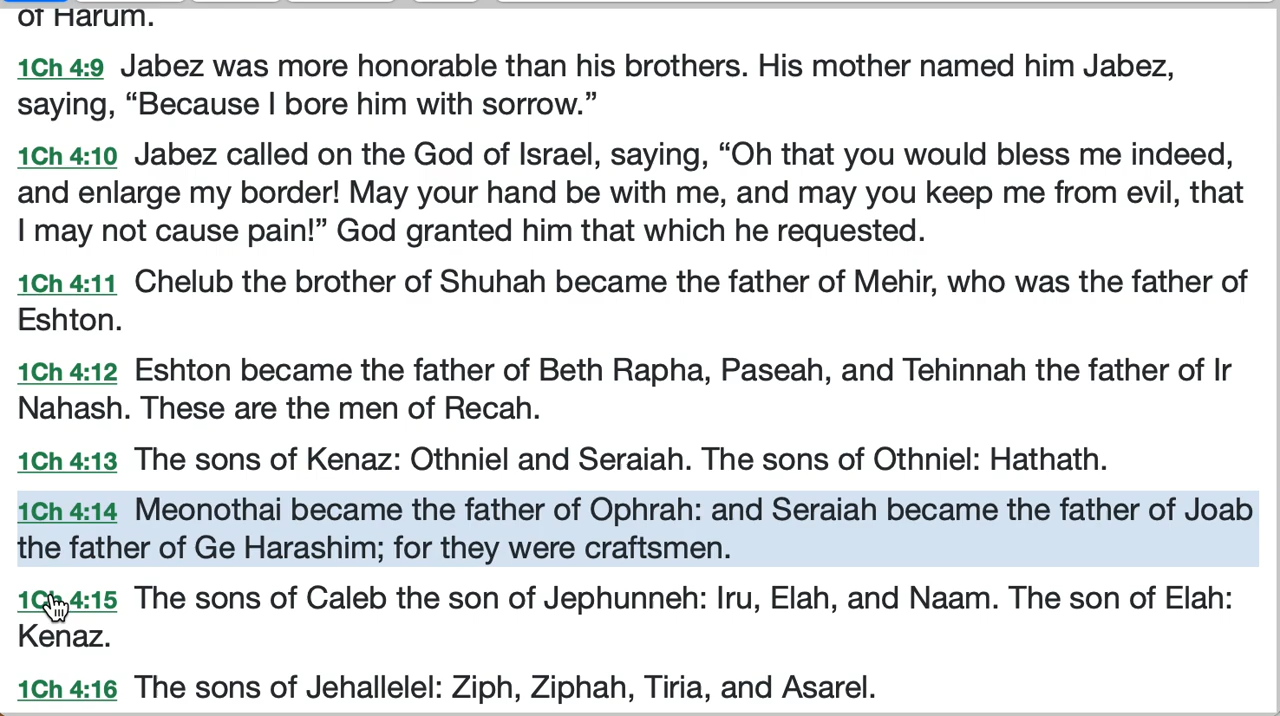 of Harum.
1Ch 4:9 Jabez was more honorable than his brothers. His mother named him Jabez,
saying, “Because I bore him with sorrow.”
1Ch 4:10 Jabez called on the God of Israel, saying, “Oh that you would bless me indeed,
and enlarge my border! May your hand be with me, and may you keep me from evil, that
I may not cause pain!” God granted him that which he requested.
1Ch 4:11 Chelub the brother of Shuhah became the father of Mehir, who was the father of
Eshton.
1Ch 4:12 Eshton became the father of Beth Rapha, Paseah, and Tehinnah the father of Ir
Nahash. These are the men of Recah.
1Ch 4:13 The sons of Kenaz: Othniel and Seraiah. The sons of Othniel: Hathath.
1Ch 4:14 Meonothai became the father of Ophrah: and Seraiah became the father of Joab
the father of Ge Harashim; for they were craftsmen.
1Ch 4:15 The sons of Caleb the son of Jephunneh: Iru, Elah, and Naam. The son of Elah:
Kenaz.
1Ch 4:16 The sons of Jehallelel: Ziph, Ziphah, Tiria, and Asarel.